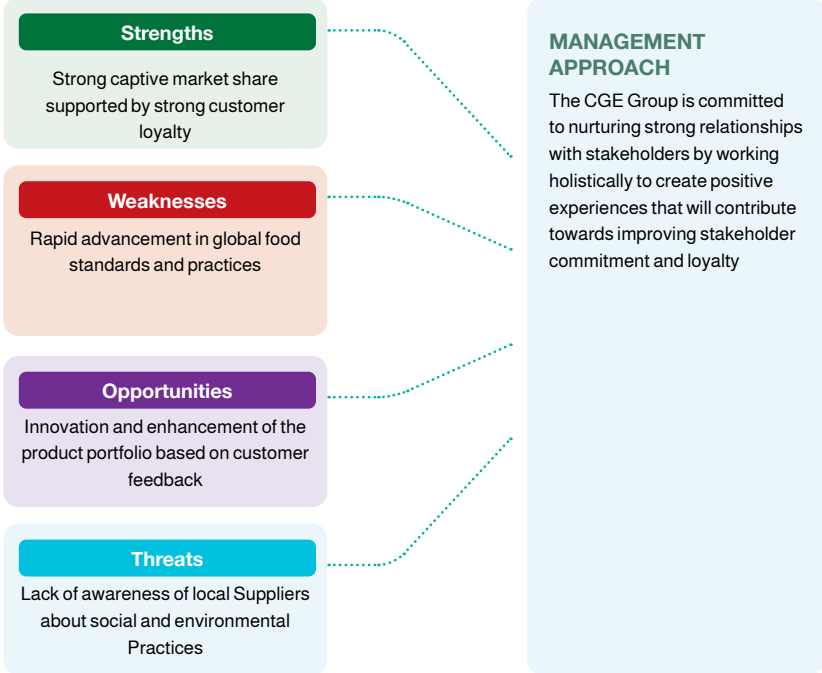 Strengths
Strong captive market share
supported by strong customer
loyalty
Weaknesses
Rapid advancement in global food
standards and practices
Opportunities
Innovation and enhancement of the
product portfolio based on customer
feedback
Threats
Lack of awareness of local Suppliers
about social and environmental
Practices
MANAGEMENT
APPROACH
The CGE Group is committed
to nurturing strong relationships
with stakeholders by working
holistically to create positive
experiences that will contribute
towards improving stakeholder
commitment and loyalty